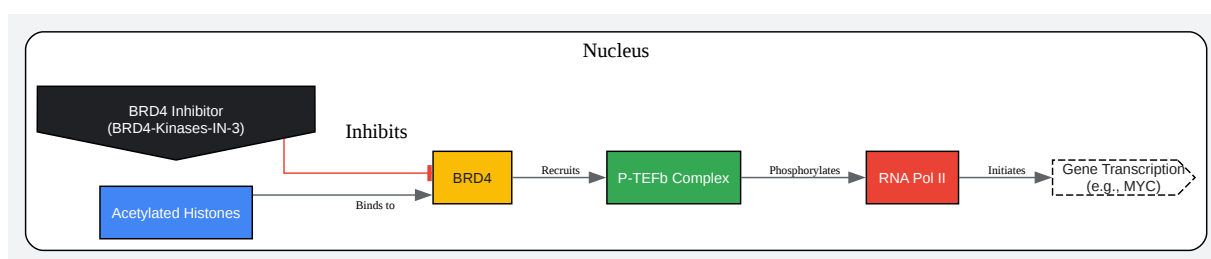 Nucleus
BRD4 Inhibitor
(BRD4-Kinases-IN-3)
Inhibits
Acetylated Histones
Binds to
BRD4
Recruits
P-TEFb Complex
Phosphorylates
RNA Pol II
Initiates
Gene Transcription
(e.g., MYC)